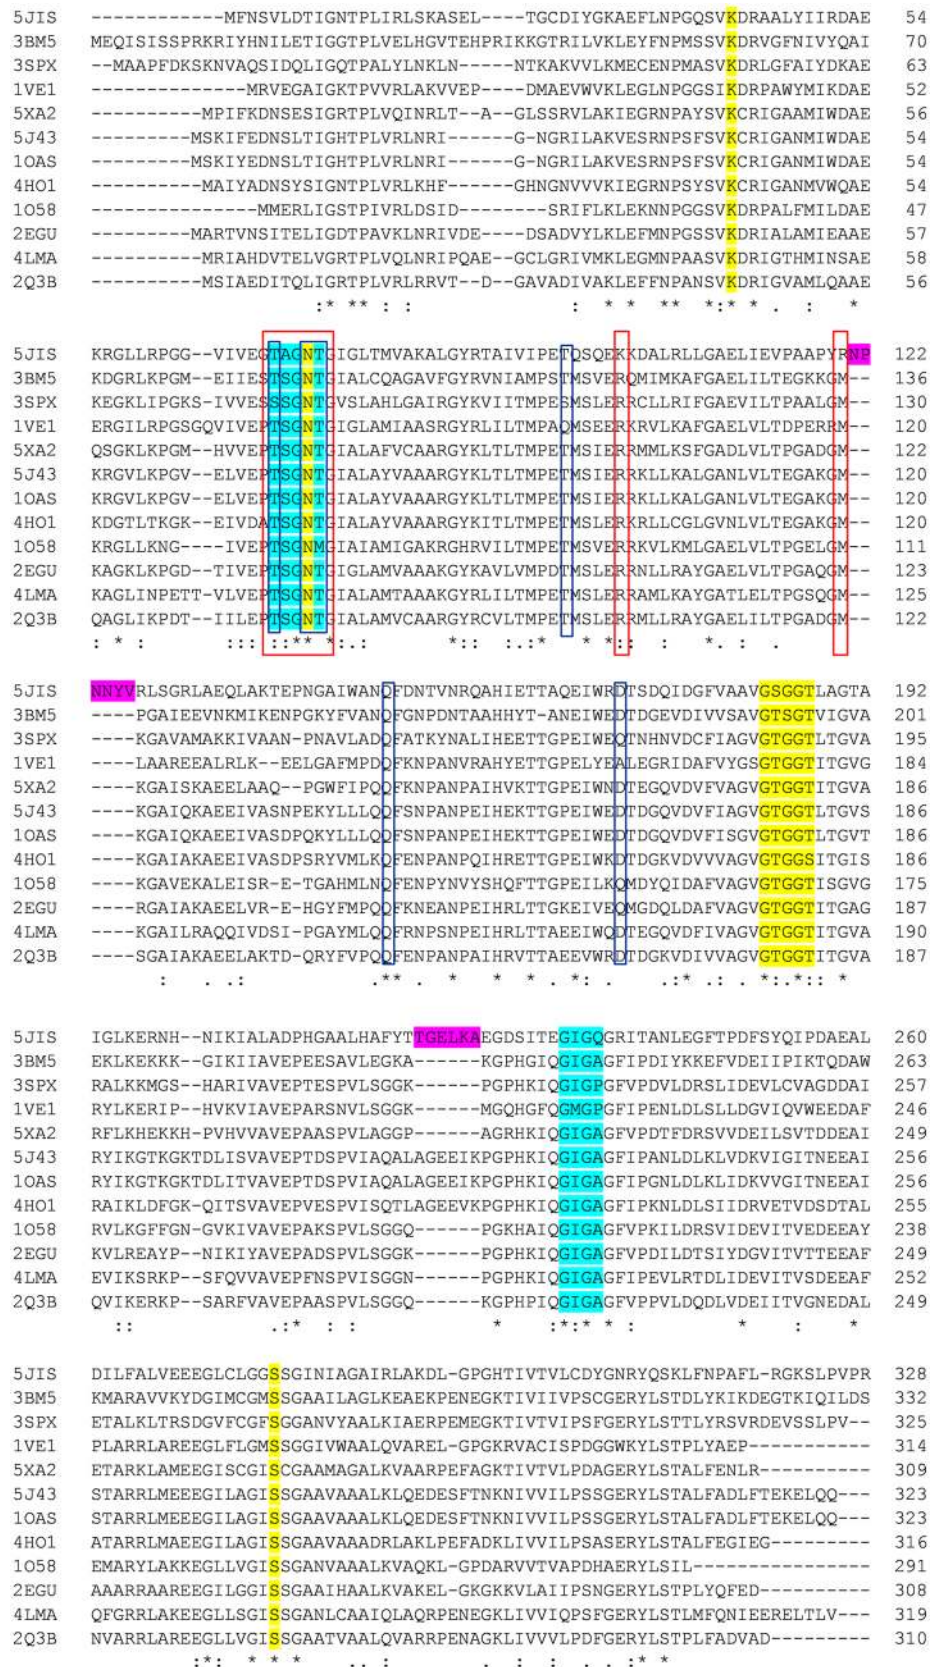 5JIS ------------MFNSVLDTIGNTPLIRLSKASEL----TGCDIYGKAEFLNPGQSVKDRAALYIIRDAE 54
3BM5 MEQISISSPRKRIYHNILETIGGTPLVELHGVTEHPRIKKGTRILVKLEYFNPMSSVKDRVGFNIVYQAI 70
3SPX --MAAPFDKSKNVAQSIDQLIGQTPALYLNKLN-----NTKAKVVLKMECENPMASVKDRLGFAIYDKAE 63
1VE1 --------------MRVEGAIGKTPVVRLAKVVEP----DMAEVWVKLEGLNPGGSIKDRPAWYMIKDAE 52
5XA2 ----------MPIFKDNSESIGRTPLVQINRLT--A--GLSSRVLAKIEGRNPAYSVKCRIGAAMIWDAE 56
5J43 ---------MSKIFEDNSLTIGHTPLVRLNRI-----G-NGRILAKVESRNPSFSVKCRIGANMIWDAE 54
1OAS ---------MSKIYEDNSLTIGHTPLVRLNRI-----G-NGRILAKVESRNPSFSVKCRIGANMIWDAE 54
4HO1 ----------MAIYADNSYSIGNTPLVRLKHF------GHNGNVVVKIEGRNPSYSVKCRIGANMVWQAE 54
1O58 ---------------MMERLIGSTPIVRLDSID--------SRIFLKLEKNNPGGSVKDRPALFMILDAE 47
2EGU ----------MARTVNSITELIGDTPAVKLNRIVDE----DSADVYLKLEFMNPGSSVKDRIALAMIEAAE 57
4LMA ----------MRIAHDVTELVGRTPLVQLNRIPQAE---GCLGRIVMKLEGMNPAASVKDRIGTHMINSAE 58
2Q3B ----------MSIAEDITQLIGRTPLVRLRRVT--D--GAVADIVAKLEFFNPANSVKDRIGVAMLQAAE 56
:* ** : : : * * ** *:* * . : *
5JIS KRGLLRPGG--VIVEGTAGNTGIGLTMVAKALGYRTAIVIPETQSQEKKDALRLLGAELIEVPAAPYRNP 122
3BM5 KDGRLKPGM--EIIESTSGNTGIALCQAGAVFGYRVNIAMPSTMSVERQMIMKAFGAELILTEGKKGM-- 136
3SPX KEGKLIPGKS-IVVESSSGNTGVSLAHLGAIRGYKVIITMPESMSLERRCLLRIFGAEVILTPAALGM-- 130
1VE1 ERGILRPGSGQVIVEPTSGNTGIGLAMIAASRGYRLILTMPAQMSEERKRVLKAFGAELVLTDPERRM-- 120
5XA2 QSGKLKPGM--HVVEPTSGNTGIALAFVCAARGYKLTLTMPETMSIERRMMLKSFGADLVLTPGADGM-- 122
5J43 KRGVLKPGV--ELVEPTSGNTGIALAYVAAARGYKLTLTMPETMSIERRKLLKALGANLVLTEGAKGM-- 120
1OAS KRGVLKPGV--ELVEPTSGNTGIALAYVAAARGYKLTLTMPETMSIERRKLLKALGANLVLTEGAKGM-- 120
4HO1 KDGTLTKGK--EIVDATSGNTGIALAYVAAARGYKITLTMPETMSLERKRLLCGLGVNLVLTEGAKGM-- 120
1O58 KRGLLKNG----IVEPTSGNMGIAIAMIGAKRGHRVILTMPETMSVERRKVLKMLGAELVLTPGELGM-- 111
2EGU KAGKLKPGD--TIVEPTSGNTGIGLAMVAAAKGYKAVLVMPDTMSLERRNLLRAYGAELVLTPGAQGM-- 123
4LMA KAGLINPETT-VLVEPTSGNTGIALAMTAAAKGYRLILTMPETMSLERRAMLRAYGAELELTPGSQGM-- 125
2Q3B QAGLIKPDT--IILEPTSGNTGIALAMVCAARGYRCVLTMPETMSLERRMLLRAYGAELILTPGADGM-- 122
: * : :::.::** *:.: *:: :.:* * *:: : *.:: .
5JIS NNYVRLSGRLAEQLAKTEPNGAIWANQFDNTVNRQAHIETTAQEIWRDTSDQIDGFVAAVGSGGTLAGTA 192
3BM5 ----PGAIEEVNKMIKENPGKYFVANQFGNPDNTAAHHYT-ANEIWEDTDGEVDIVVSAVGTSGTVIGVA 201
3SPX ----KGAVAMAKKIVAAN-PNAVLADQFATKYNALIHEETTGPEIWEQTNHNVDCFIAGVGTGGTLTGVA 195
1VE1 ----LAAREEALRLK--EELGAFMPDQFKNPANVRAHYETTGPELYEALEGRIDAFVYGSGTGGTITGVG 184
5XA2 ----KGAISKAEELAAQ--PGWFIPQQFKNPANPAIHVKTTGPEIWNDTEGQVDVFVAGVGTGGTITGVA 186
5J43 ----KGAIQKAEEIVASNPEKYLLLQQFSNPANPEIHEKTTGPEIWEDTDGQVDVFIAGVGTGGTLTGVS 186
1OAS ----KGAIQKAEEIVASDPQKYLLLQQFSNPANPEIHEKTTGPEIWEDTDGQVDVFISGVGTGGTLTGVT 186
4HO1 ----KGAIAKAEEIVASDPSRYVMLKQFENPANPQIHRETTGPEIWKDTDGKVDVVVAGVGTGGSITGIS 186
1O58 ----KGAVEKALEISR-E-TGAHMLNQFENPYNVYSHQFTTGPEILKQMDYQIDAFVAGVGTGGTISGVG 175
2EGU ----RGAIAKAEELVR-E-HGYFMPQQFKNEANPEIHRLTTGKEIVEQMGDQLDAFVAGVGTGGTITGAG 187
4LMA ----KGAILRAQQIVDSI-PGAYMLQQFRNPSNPEIHRLTTAEEIWQDTEGQVDFIVAGVGTGGTITGVA 190
2Q3B ----SGAIAKAEELAKTD-QRYFVPQQFENPANPAIHRVTTAEEVWRDTDGKVDIVVAGVGTGGTITGVA 187
: . .: .** . * * * . *: . :* .:. *:.*:: *
5JIS IGLKERNH--NIKIALADPHGAALHAFYTTGELKAEGDSITEGIGQGRITANLEGFTPDFSYQIPDAEAL 260
3BM5 EKLKEKKK--GIKIIAVEPEESAVLEGKA------KGPHGIQGIGAGFIPDIYKKEFVDEIIPIKTQDAW 263
3SPX RALKKMGS--HARIVAVEPTESPVLSGGK------PGPHKIQGIGPGFVPDVLDRSLIDEVLCVAGDDAI 257
1VE1 RYLKERIP--HVKVIAVEPARSNVLSGGK------MGQHGFQGMGPGFIPENLDLSLLDGVIQVWEEDAF 246
5XA2 RFLKHEKKH-PVHVVAVEPAASPVLAGGP------AGRHKIQGIGAGFVPDTFDRSVVDEILSVTDDEAI 249
5J43 RYIKGTKGKTDLISVAVEPTDSPVIAQALAGEEIKPGPHKIQGIGAGFIPANLDLKLVDKVIGITNEEAI 256
1OAS RYIKGTKGKTDLITVAVEPTDSPVIAQALAGEEIKPGPHKIQGIGAGFIPGNLDLKLIDKVVGITNEEAI 256
4HO1 RAIKLDFGK-QITSVAVEPVESPVISQTLAGEEVKPGPHKIQGIGAGFIPKNLDLSIIDRVETVDSDTAL 255
1O58 RVLKGFFGN-GVKIVAVEPAKSPVLSGGQ------PGKHAIQGIGAGFVPKILDRSVIDEVITVEDEEAY 238
2EGU KVLREAYP--NIKIYAVEPADSPVLSGGK------PGPHKIQGIGAGFVPDILDTSIYDGVITVTTEEAF 249
4LMA EVIKSRKP--SFQVVAVEPFNSPVISGGN------PGPHKIQGIGAGFIPEVLRTDLIDEVITVSDEEAF 252
2Q3B QVIKERKP--SARFVAVEPAASPVLSGGQ------KGPHPIQGIGAGFVPPVLDQDLVDEIITVGNEDAL 249
:: .:* : : * :*:* * : * : *
5JIS DILFALVEEEGLCLGGSSGINIAGAIRLAKDL-GPGHTIVTVLCDYGNRYQSKLFNPAFL-RGKSLPVPR 328
3BM5 KMARAVVKYDGIMCGMSSGAAILAGLKEAEKPENEGKTIVIIVPSCGERYLSTDLYKIKDEGTKIQILDS 332
3SPX ETALKLTRSDGVFCGFSGGANVYAALKIAERPEMEGKTIVTVIPSFGERYLSTTLYRSVRDEVSSLPV-- 325
1VE1 PLARRLAREEGLFLGMSSGGIVWAALQVAREL-GPGKRVACISPDGGWKYLSTPLYAEP----------- 314
5XA2 ETARKLAMEEGISCGISCGAAMAGALKVAARPEFAGKTIVTVLPDAGERYLSTALFENLR---------- 309
5J43 STARRLMEEEGILAGISSGAAVAAALKLQEDESFTNKNIVVILPSSGERYLSTALFADLFTEKELQQ--- 323
1OAS STARRLMEEEGILAGISSGAAVAAALKLQEDESFTNKNIVVILPSSGERYLSTALFADLFTEKELQQ--- 323
4HO1 ATARRLMAEEGILAGISSGAAVAAADRLAKLPEFADKLIVVILPSASERYLSTALFEGIEG--------- 316
1O58 EMARYLAKKEGLLVGISSGANVAAALKVAQKL-GPDARVVTVAPDHAERYLSIL---------------- 291
2EGU AAARRAAREEGILGGISSGAAIHAALKVAKEL-GKGKKVLAIIPSNGERYLSTPLYQFED---------- 308
4LMA QFGRRLAKEEGLLSGISSGANLCAAIQLAQRPENEGKLIVVIQPSFGERYLSTLMFQNIEERELTLV--- 319
2Q3B NVARRLAREEGLLVGISSGAATVAALQVARRPENAGKLIVVVLPDFGERYLSTPLFADVAD--------- 310
:*: * * * .. : . : : . :* *